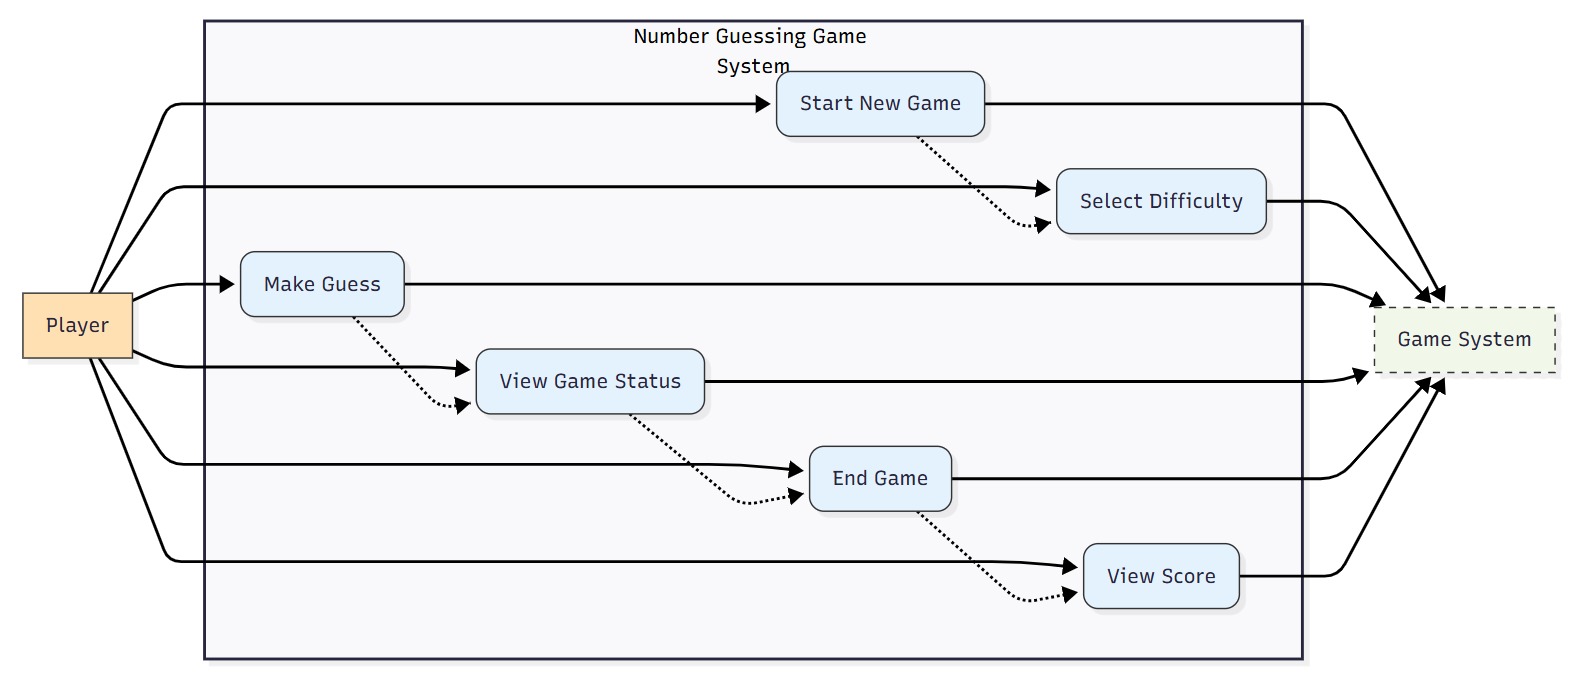 Number Guessing Game
System
Start New Game
Select Difficulty
Make Guess
Player
Game System
View Game Status
End Game
View Score